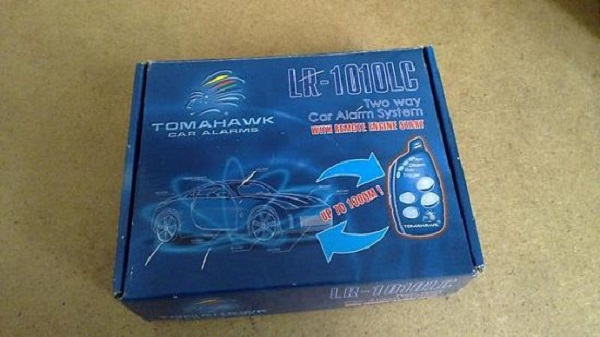 TOMAHAWK
CAR ALARMS
LR-1010LC
Two way
Car Alarm System
WITH REMOTE ENGINE START
UP TO 1300M !
TOMAHAWK
LR-1010LC